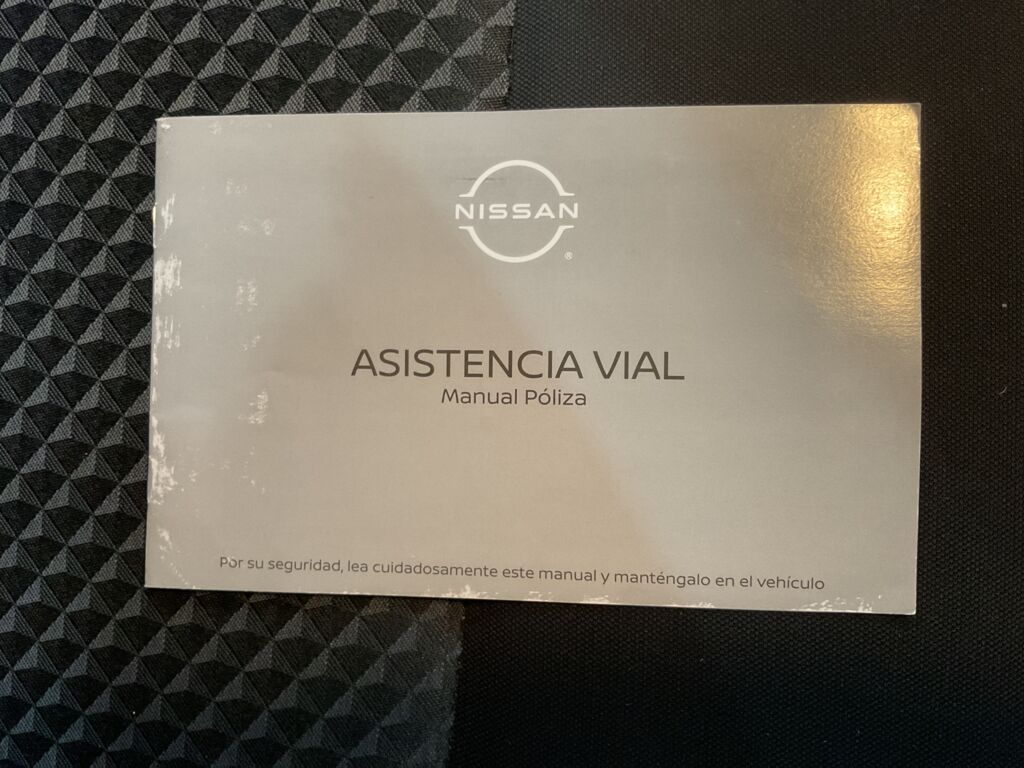 NISSAN
®
ASISTENCIA VIAL
Manual Póliza
Por su seguridad, lea cuidadosamente este manual y manténgalo en el vehículo